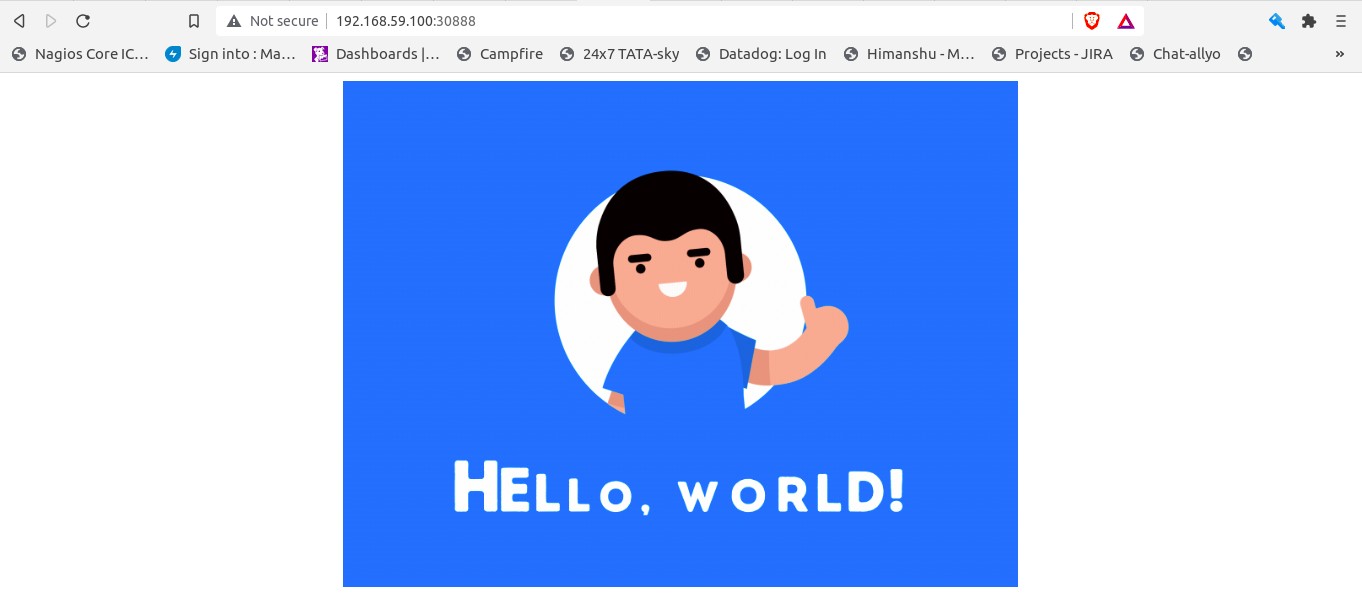 Not secure 192.168.59.100:30888
Nagios Core IC... Sign into : Ma... Dashboards |... Campfire 24x7 TATA-sky Datadog: Log In Himanshu - M... Projects - JIRA Chat-allyo »
Hello, world!